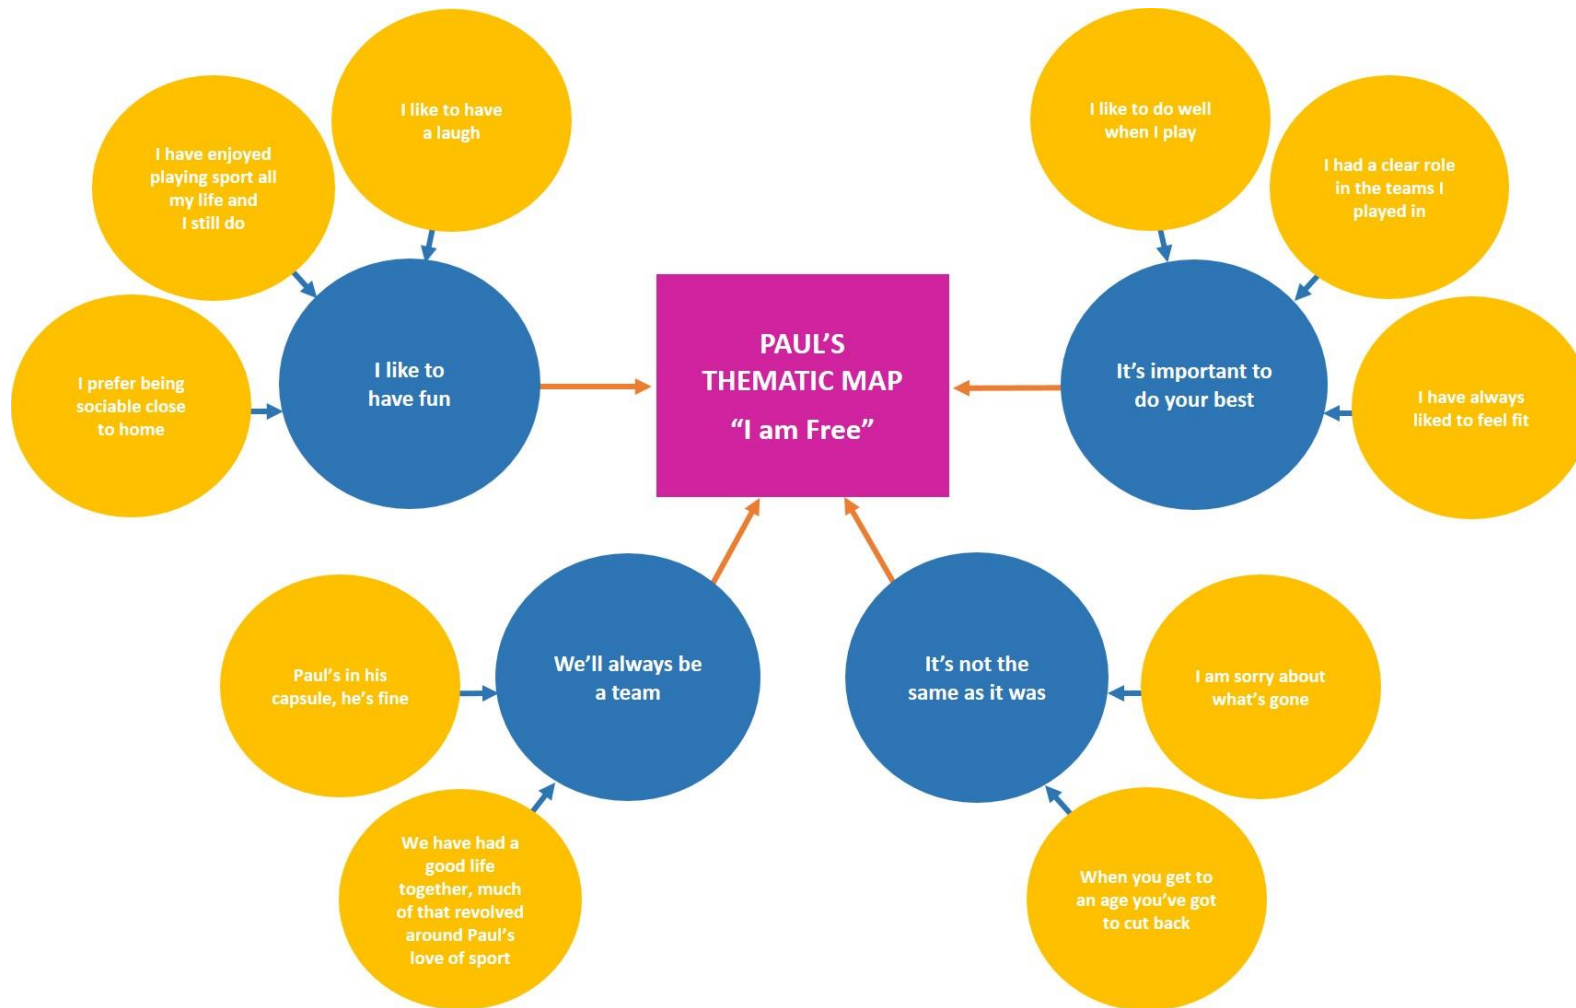 I like to have
a laugh
I have enjoyed
playing sport all
my life and
I still do
I prefer being
sociable close
to home
I like to
have fun
PAUL’S
THEMATIC MAP
“I am Free”
I like to do well
when I play
I had a clear role
in the teams I
played in
I have always
liked to feel fit
It’s important to
do your best
Paul’s in his
capsule, he’s fine
We have had a
good life
together, much
of that revolved
around Paul’s
love of sport
We’ll always be
a team
It’s not the
same as it was
I am sorry about
what’s gone
When you get to
an age you’ve got
to cut back